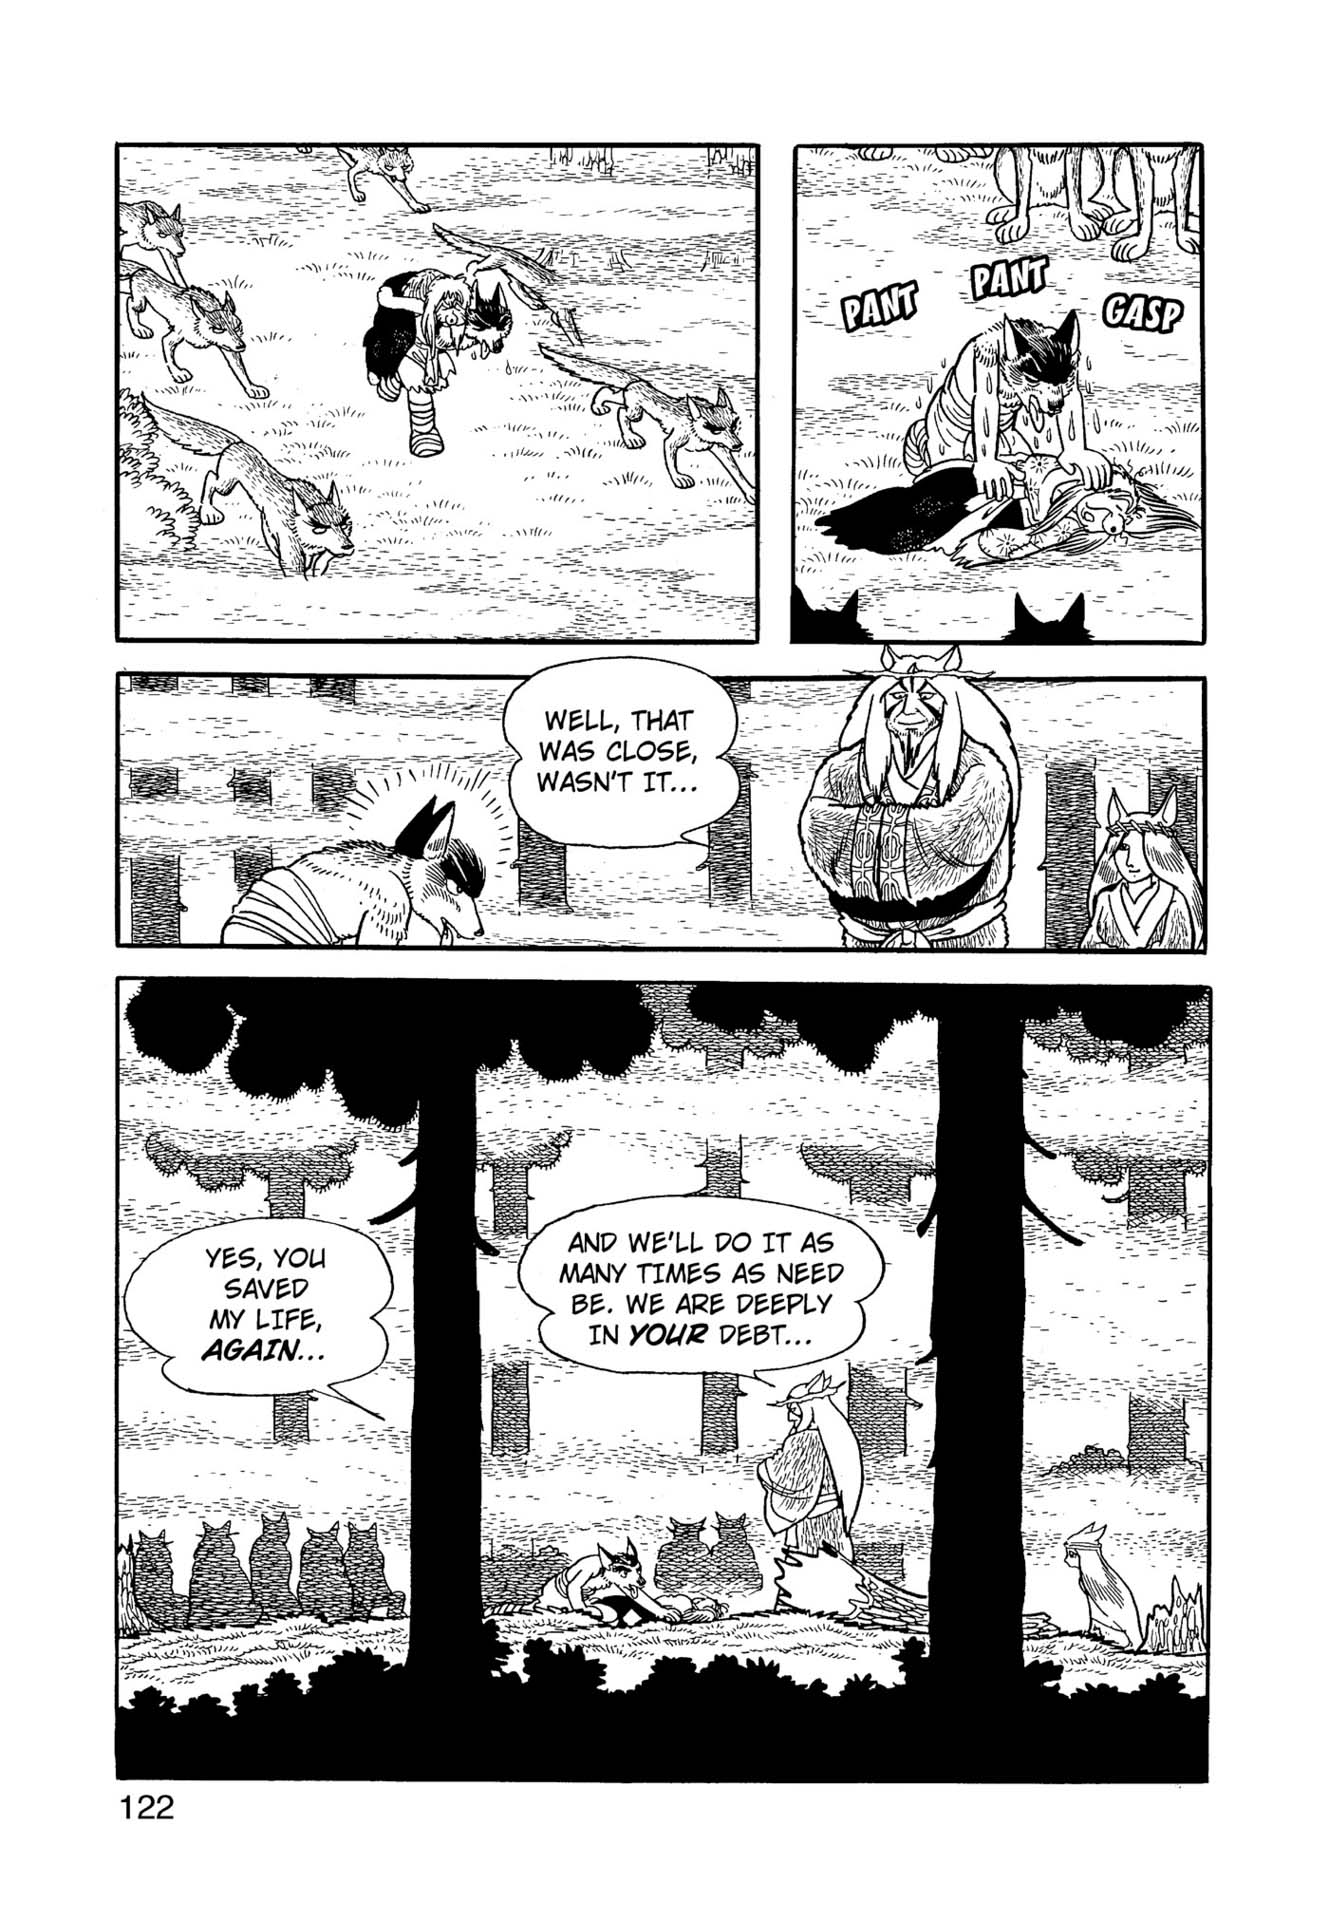 PANT
PANT
GASP
WELL, THAT
WAS CLOSE,
WASN'T IT...
YES, YOU
SAVED
MY LIFE,
AGAIN...
AND WE'LL DO IT AS
MANY TIMES AS NEED
BE. WE ARE DEEPLY
IN YOUR DEBT...
122